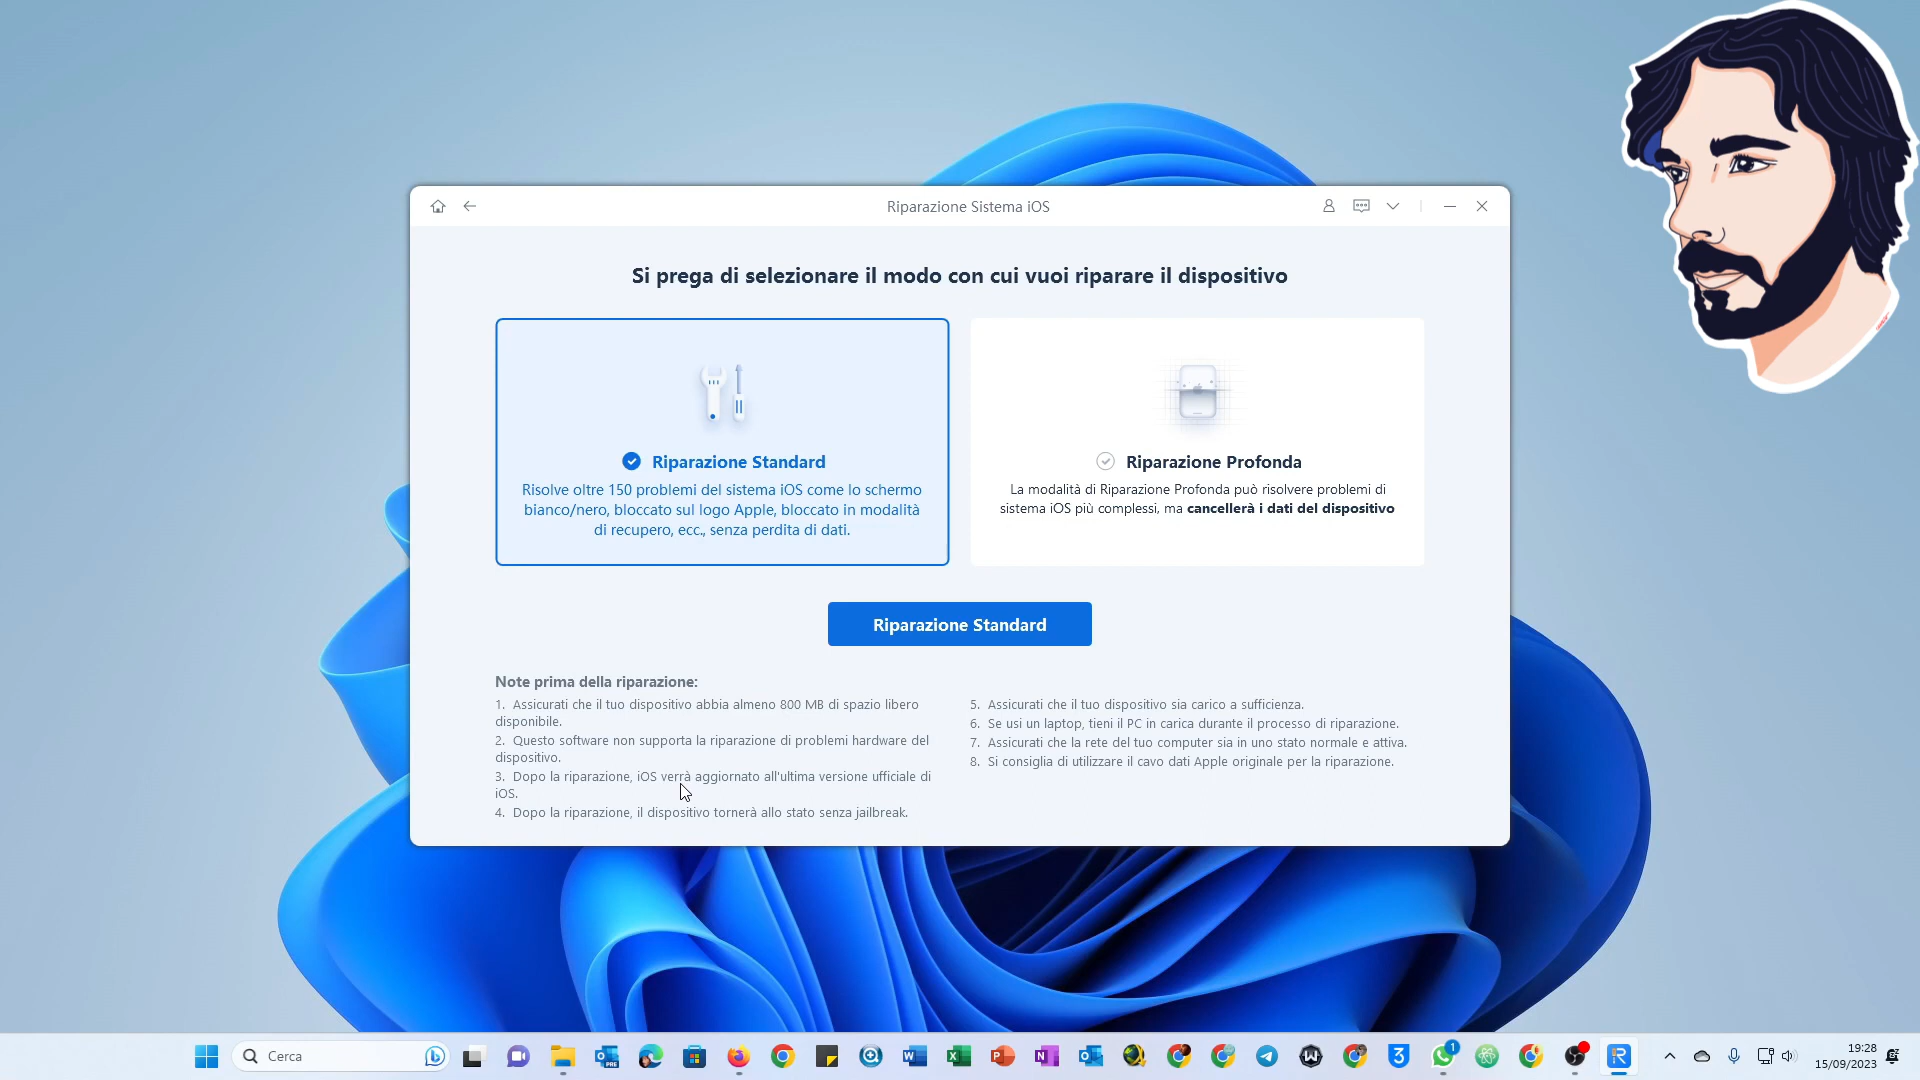 Riparazione Sistema iOS
Si prega di selezionare il modo con cui vuoi riparare il dispositivo
Riparazione Standard
Risolve oltre 150 problemi del sistema iOS come lo schermo
bianco/nero, bloccato sul logo Apple, bloccato in modalità
di recupero, ecc., senza perdita di dati.
Riparazione Profonda
La modalità di Riparazione Profonda può risolvere problemi di
sistema iOS più complessi, ma cancellerà i dati del dispositivo
Riparazione Standard
Note prima della riparazione:
1. Assicurati che il tuo dispositivo abbia almeno 800 MB di spazio libero
disponibile.
2. Questo software non supporta la riparazione di problemi hardware del
dispositivo.
3. Dopo la riparazione, iOS verrà aggiornato all'ultima versione ufficiale di
iOS.
4. Dopo la riparazione, il dispositivo tornerà allo stato senza jailbreak.
5. Assicurati che il tuo dispositivo sia carico a sufficienza.
6. Se usi un laptop, tieni il PC in carica durante il processo di riparazione.
7. Assicurati che la rete del tuo computer sia in uno stato normale e attiva.
8. Si consiglia di utilizzare il cavo dati Apple originale per la riparazione.
Cerca
1
19:28
15/09/2023